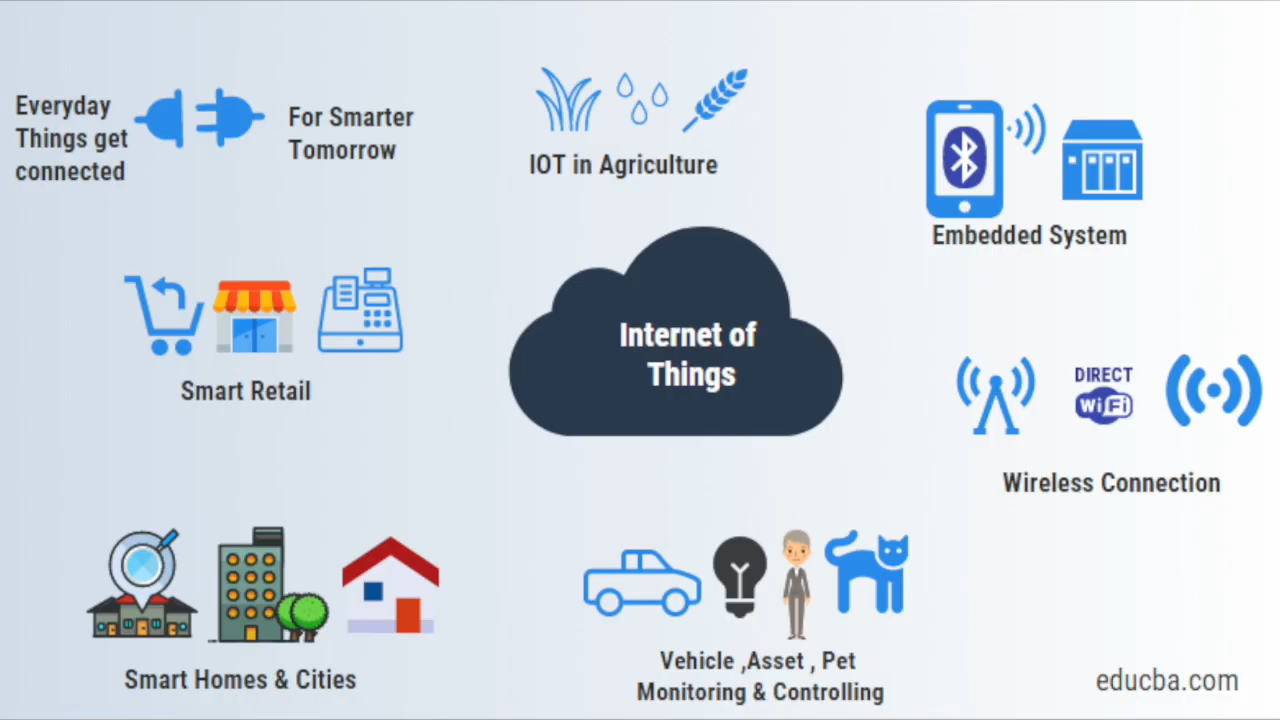 Everyday
Things get
connected
For Smarter
Tomorrow
IOT in Agriculture
Embedded System
Smart Retail
Internet of
Things
DIRECT
WiFi
Wireless Connection
Smart Homes & Cities
Vehicle ,Asset , Pet
Monitoring & Controlling
educba.com